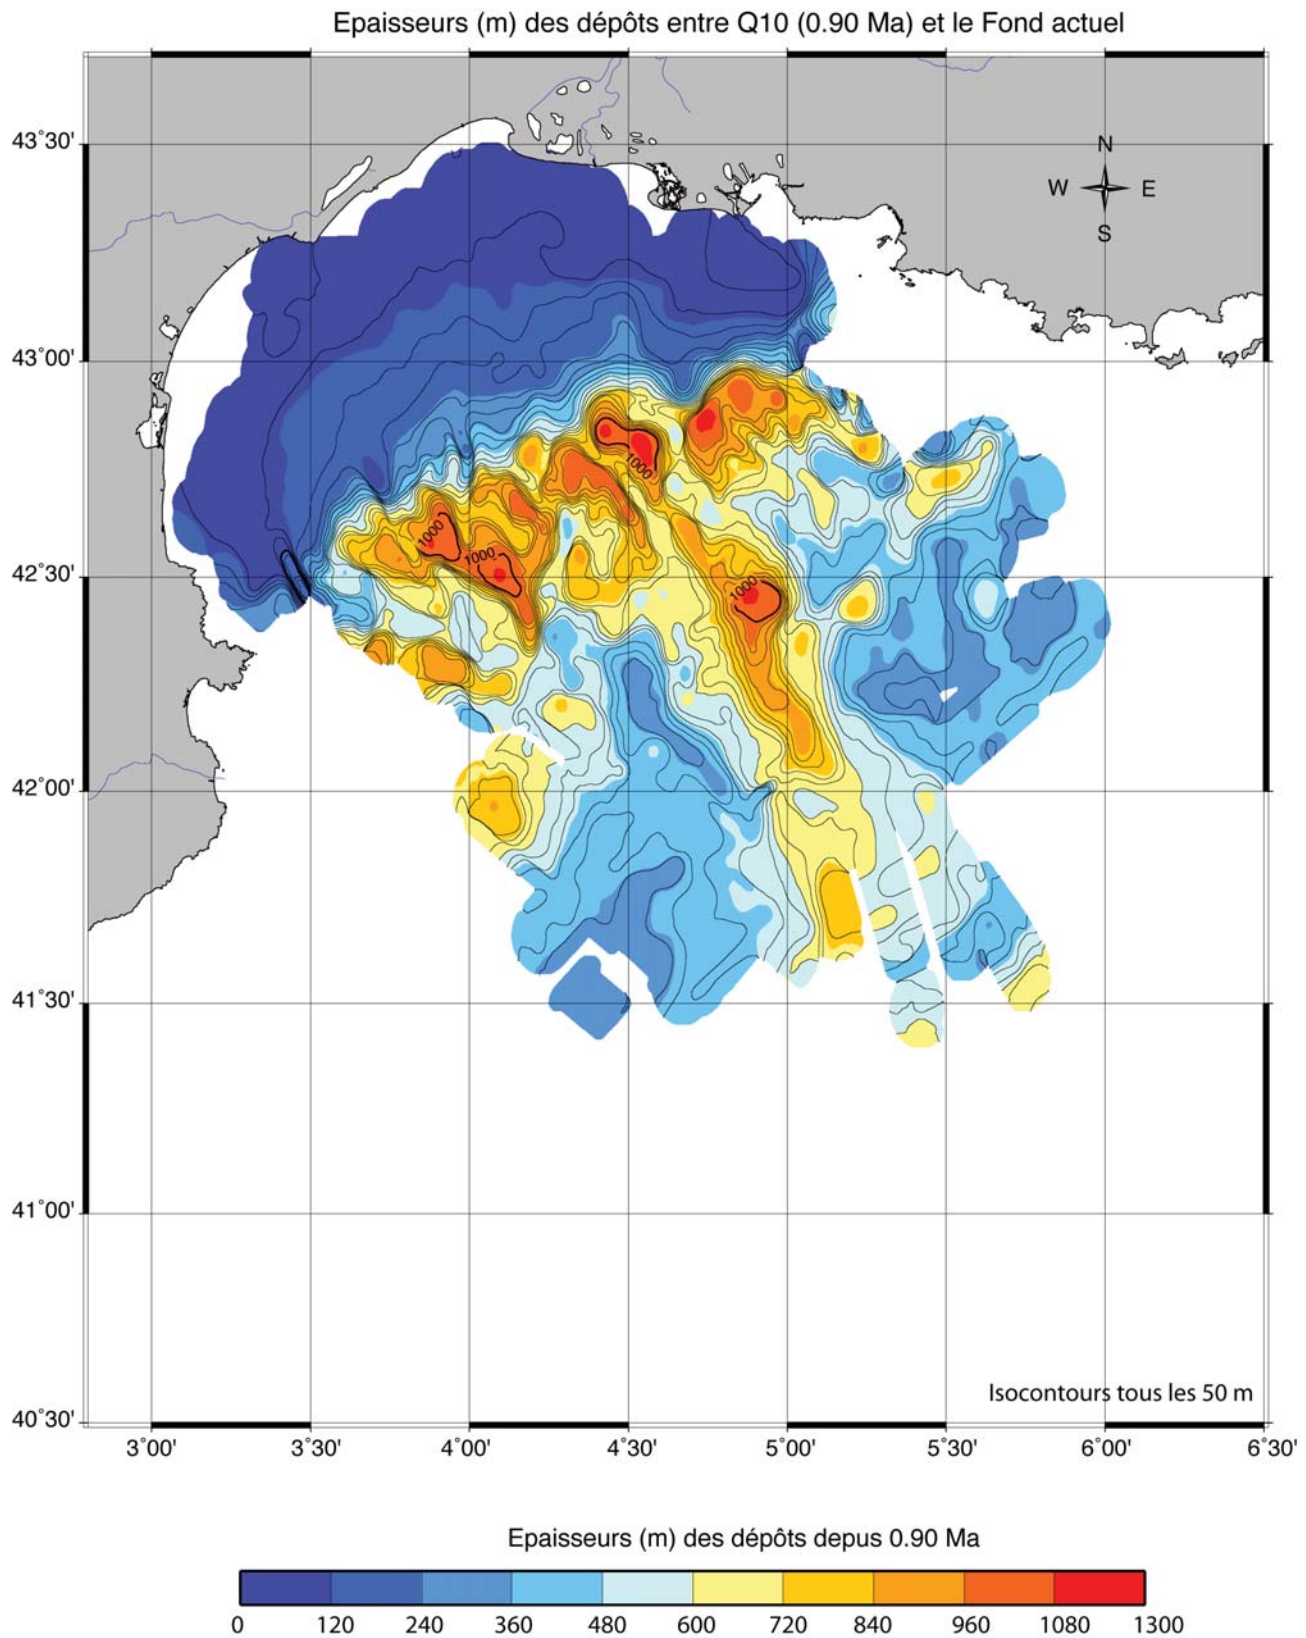 Epaisseurs (m) des dépôts entre Q10 (0.90 Ma) et le Fond actuel
43°30'
N
W E
S
43°00'
1000
1000
1000
1000
42°30'
42°00'
41°30'
41°00'
Isocontours tous les 50 m
40°30'
3°00' 3°30' 4°00' 4°30' 5°00' 5°30' 6°00' 6°30'
Epaisseurs (m) des dépôts depus 0.90 Ma
0 120 240 360 480 600 720 840 960 1080 1300